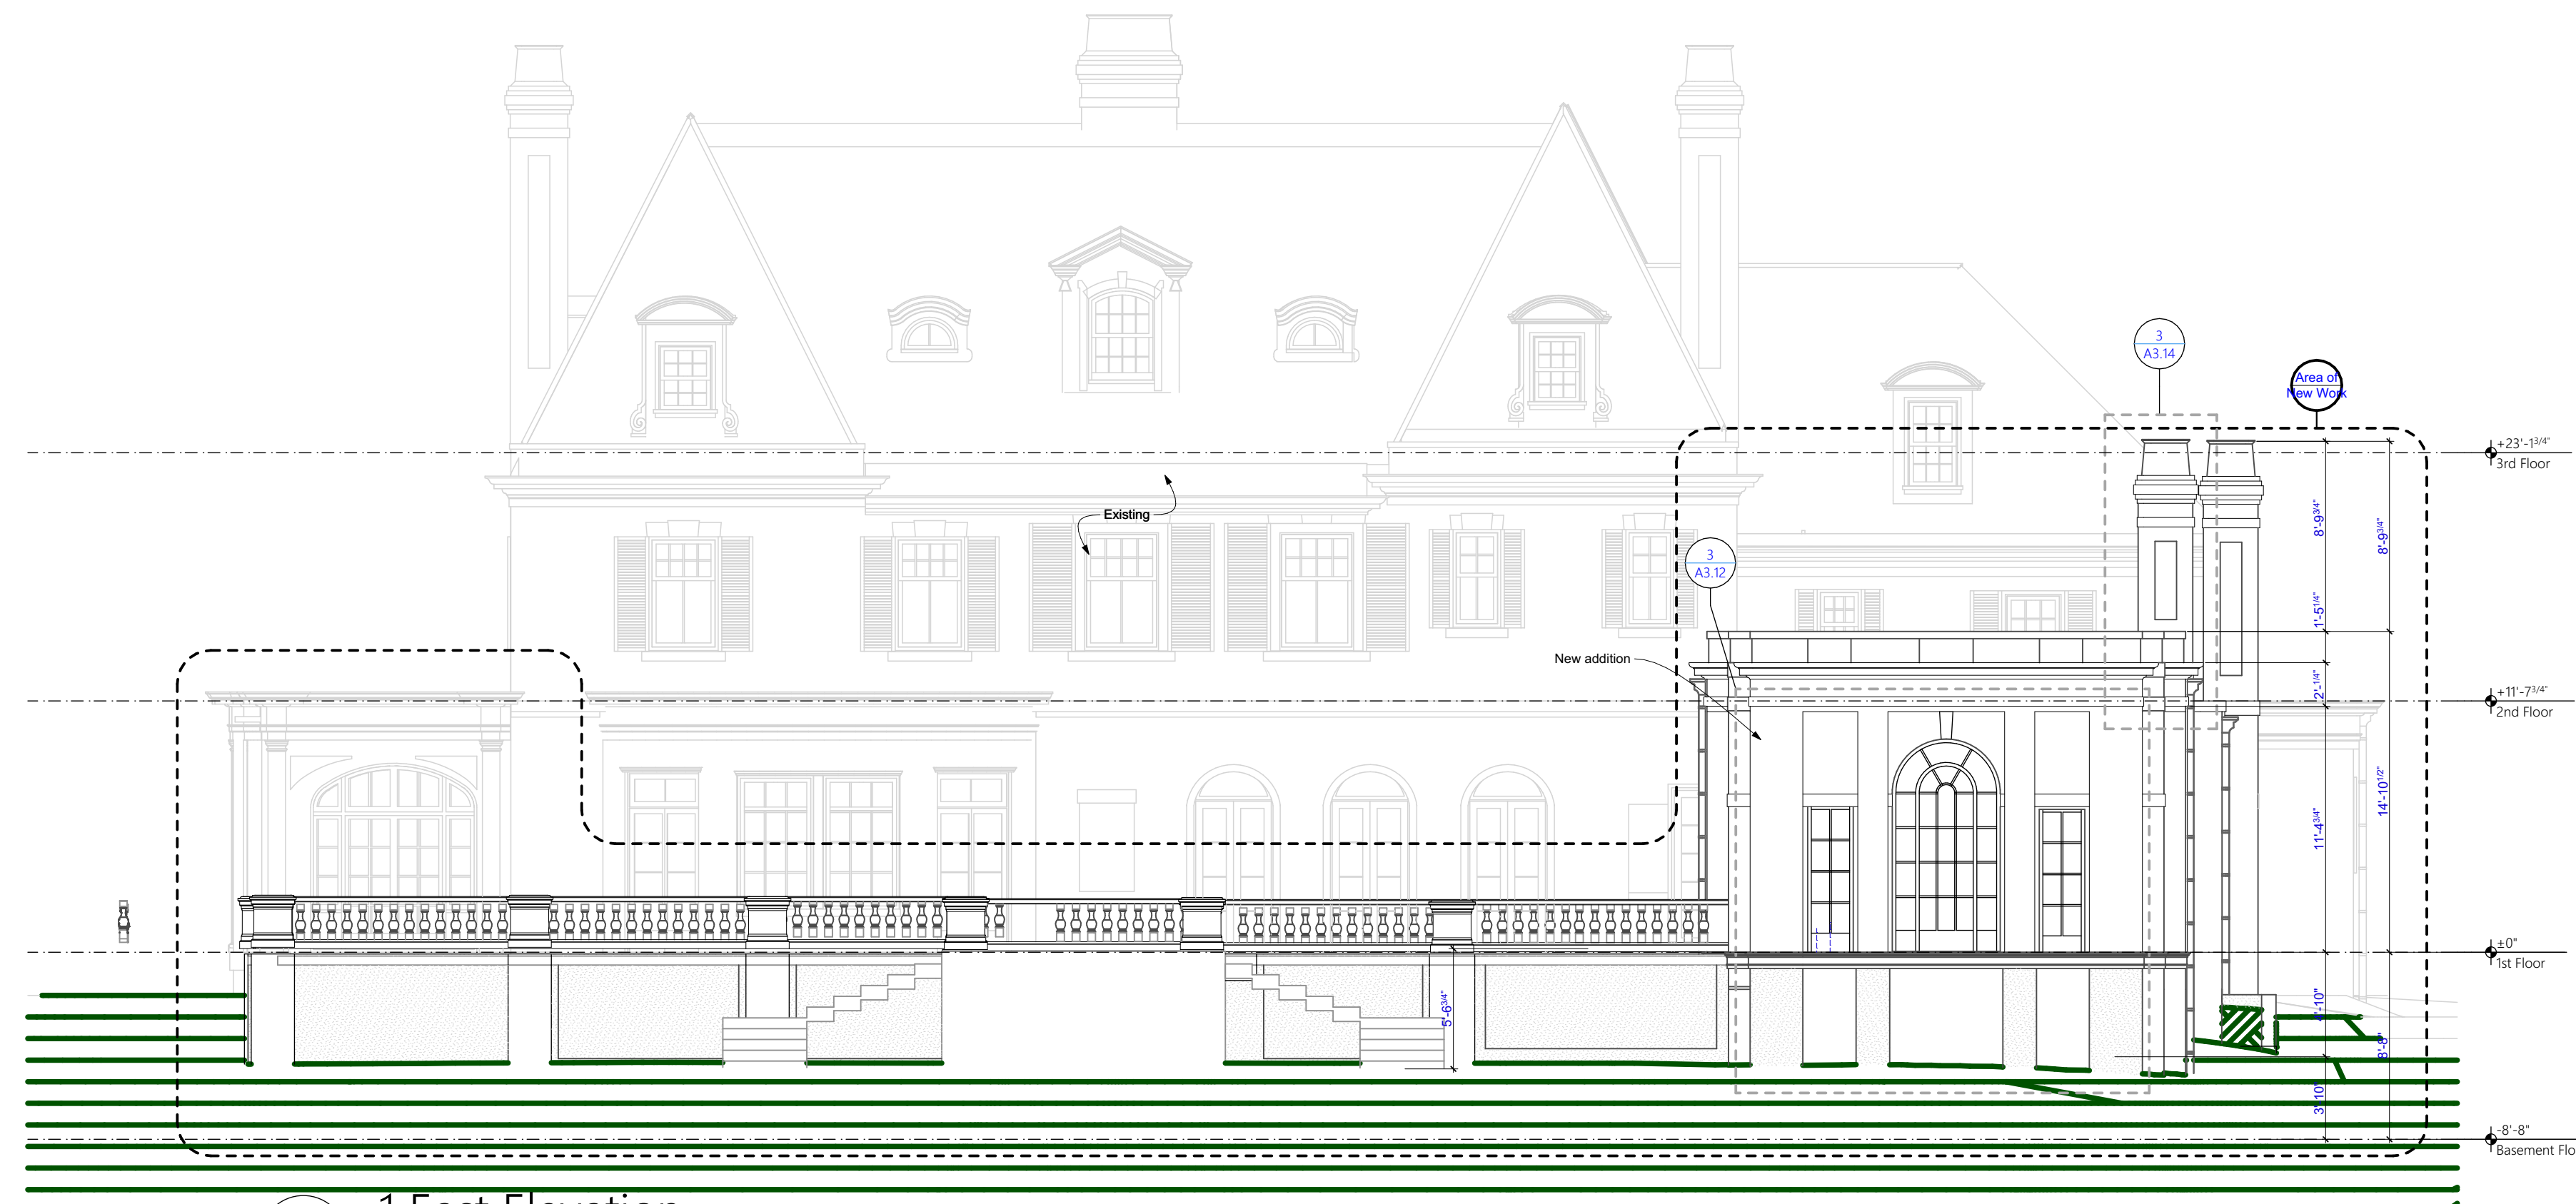 3
A3.14
Area of
New Work
+23'-1 3/4"
3rd Floor
8'-9 3/4"
8'-9 3/4"
Existing
3
A3.12
1'-5 1/4"
New addition
2'-1/4"
+11'-7 3/4"
2nd Floor
14'-10 1/2"
11'-4 3/4"
±0"
1st Floor
5'-6 3/4"
4'-10"
8'-8"
3'-10"
-8'-8"
Basement Flo
1 East Elevation